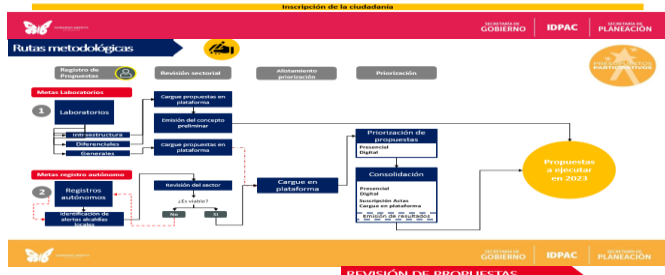 Inscripción de la ciudadanía
GOBIERNO ABIERTO
SECRETARÍA DE
GOBIERNO
IDPAC
SECRETARÍA DE
PLANEACIÓN
Rutas metodológicas
PRESUPUESTOS
PARTICIPATIVOS
Registro de
Propuestas
Revisión sectorial
Alistamiento
priorización
Priorización
Metas Laboratorios
1
Laboratorios
Infraestructura
Diferenciales
Generales
Cargue propuestas en
plataforma
Emisión del concepto
preliminar
Cargue propuestas en
plataforma
Metas registro autónomo
2
Registros
autónomos
Identificación de
alertas alcaldías
locales
Revisión del sector
¿Es viable?
No
Sí
Cargue en
plataforma
Priorización de
propuestas
Presencial
Digital
Consolidación
Presencial
Digital
Suscripción Actas
Cargue en plataforma
Emisión de resultados
Propuestas
a ejecutar
en 2023
SECRETARÍA DE
GOBIERNO
IDPAC
SECRETARÍA DE
PLANEACIÓN
REVISIÓN DE PROPUESTAS